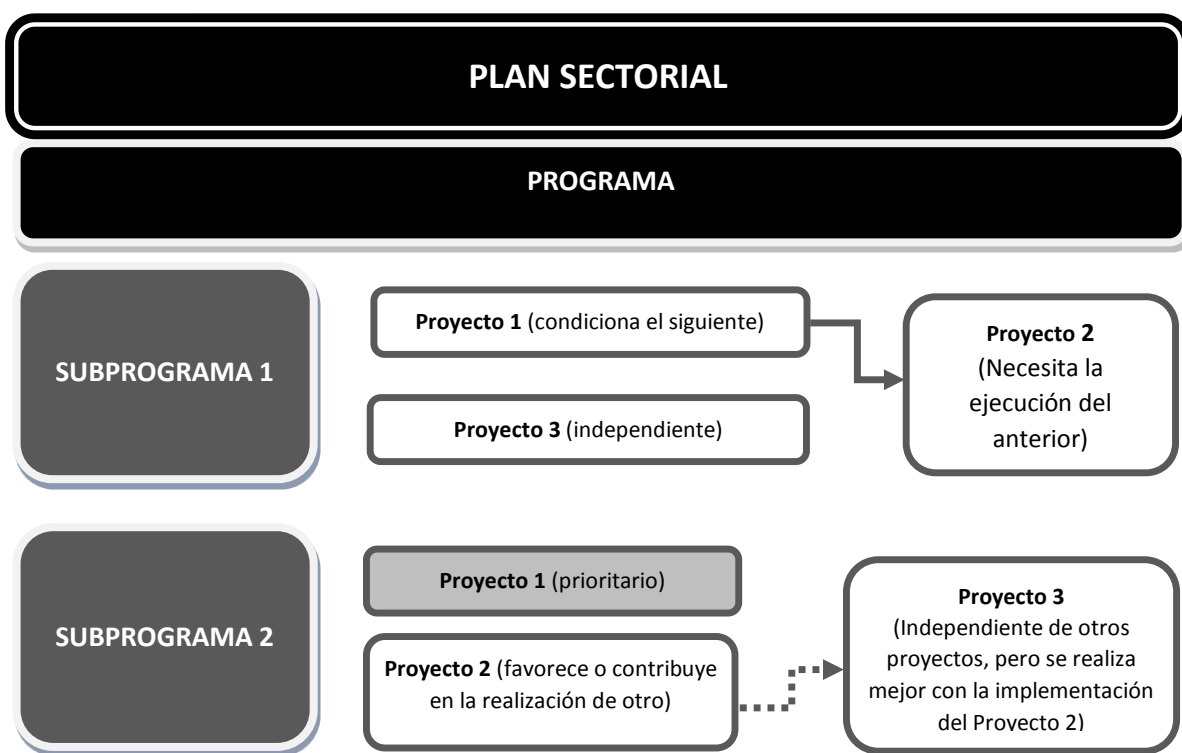 PLAN SECTORIAL
PROGRAMA
SUBPROGRAMA 1
Proyecto 1 (condiciona el siguiente)
Proyecto 3 (independiente)
Proyecto 2
(Necesita la
ejecución del
anterior)
SUBPROGRAMA 2
Proyecto 1 (prioritario)
Proyecto 2 (favorece o contribuye
en la realización de otro)
Proyecto 3
(Independiente de otros
proyectos, pero se realiza
mejor con la implementación
del Proyecto 2)